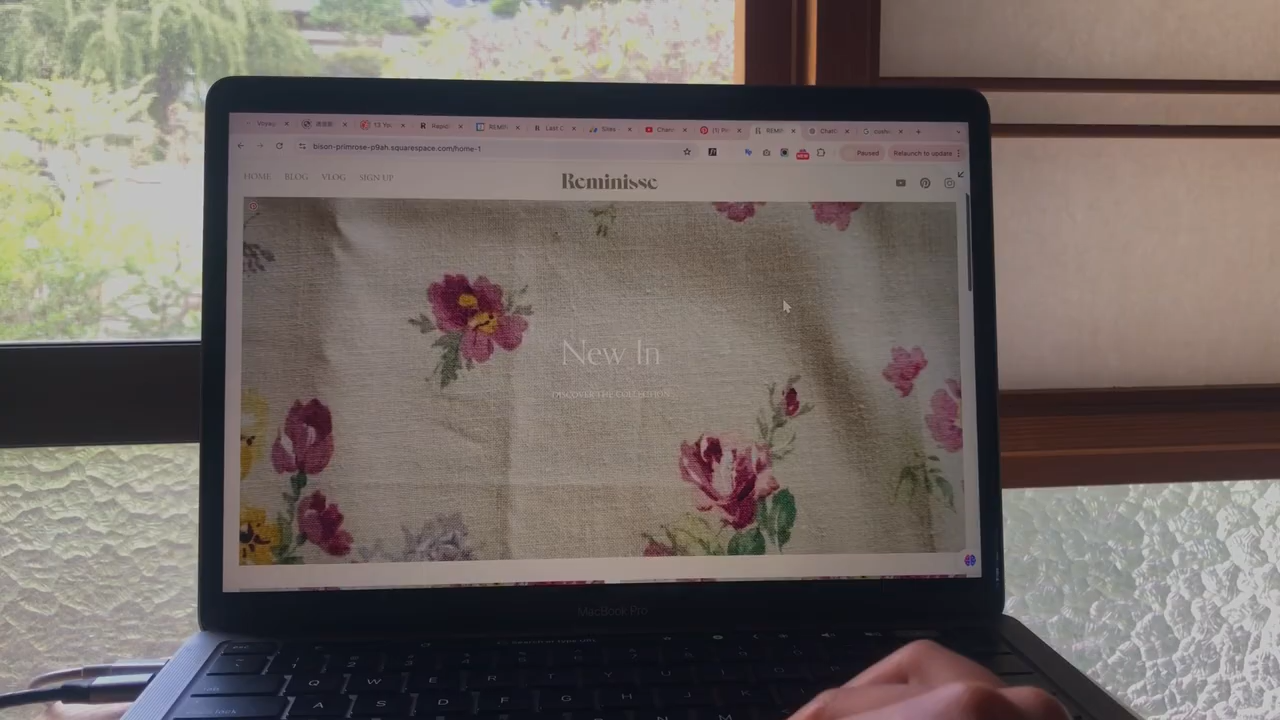 Sites
bison-primrose-p9ah.squarespace.com/home-1
Paused
Relaunch to update
HOME BLOG VLOG SIGN UP
Reminisse
New In
DISCOVER THE COLLECTION
MacBook Pro
Q W E R T Y
A S D F G H J K
N M